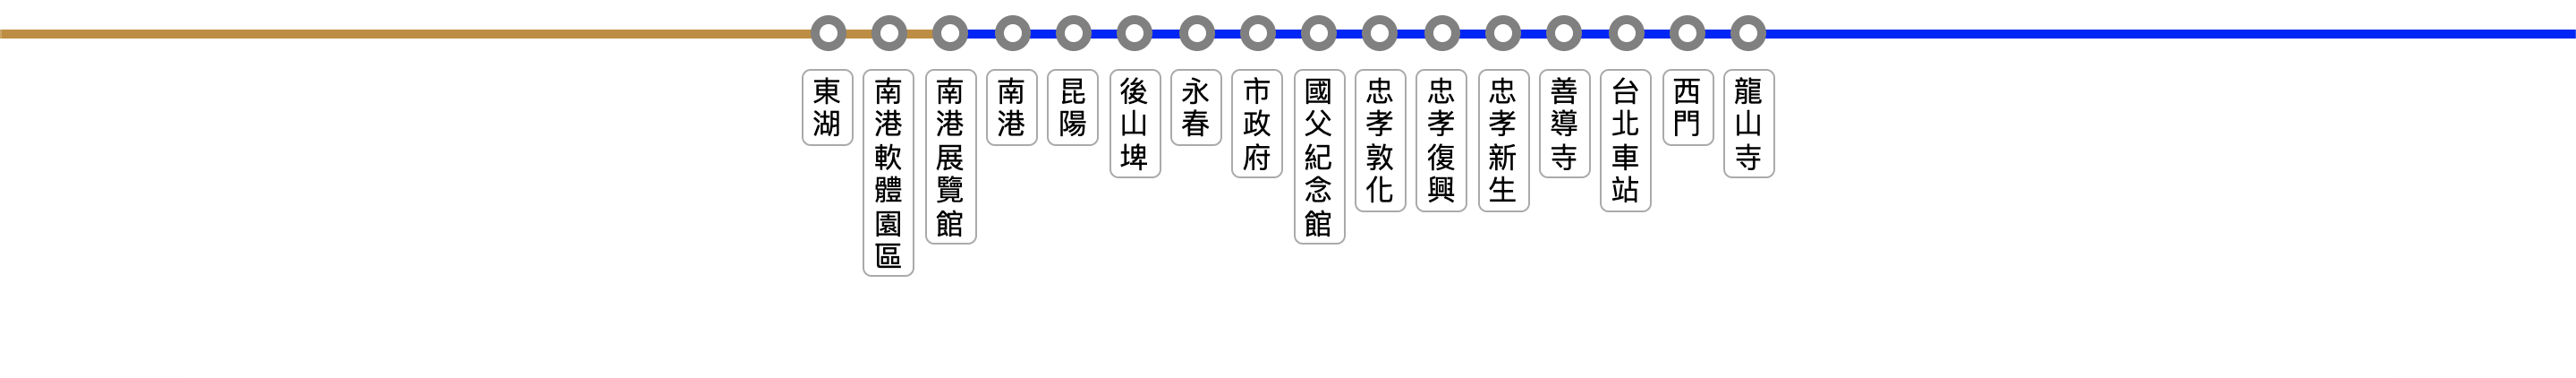 東湖
南港軟體園區
南港展覽館
南港
昆陽
後山埤
永春
市政府
國父紀念館
忠孝敦化
忠孝復興
忠孝新生
善導寺
台北車站
西門
龍山寺